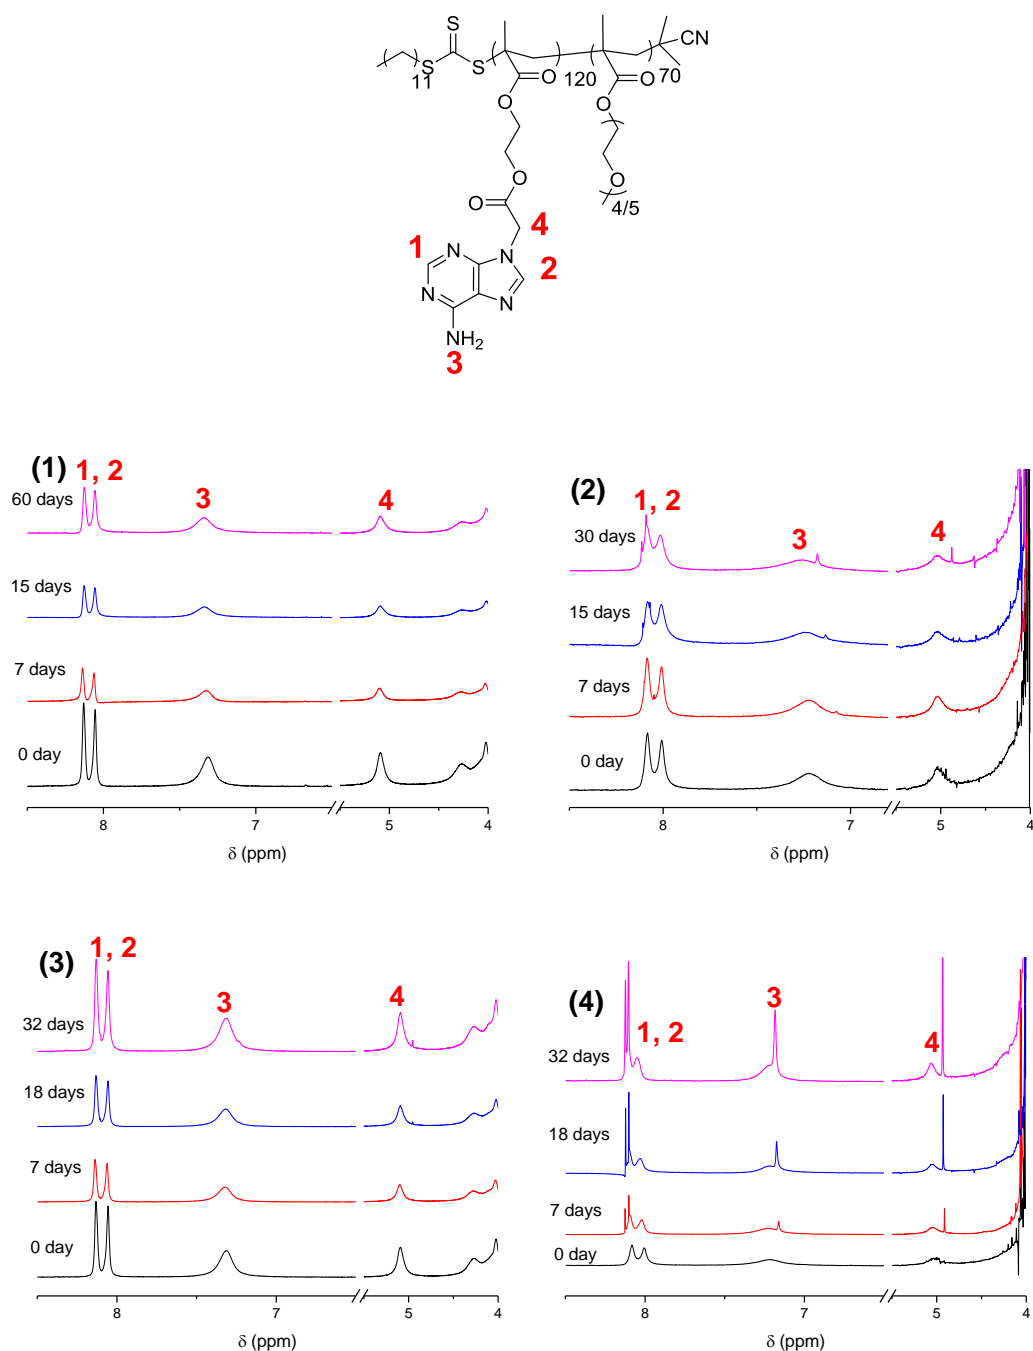 S
CN
S
S
11
O
120
O
70
O
O
O
O
4/5
O
4
1
N
N
2
N
N
NH2
3
(1)
1, 2
60 days
3
4
15 days
7 days
0 day
8
7
5
4
δ (ppm)
(2)
1, 2
30 days
3
4
15 days
7 days
0 day
8
7
5
4
δ (ppm)
(3)
1, 2
3
4
32 days
18 days
7 days
0 day
8
7
5
4
δ (ppm)
(4)
3
1, 2
4
32 days
18 days
7 days
0 day
8
7
5
4
δ (ppm)